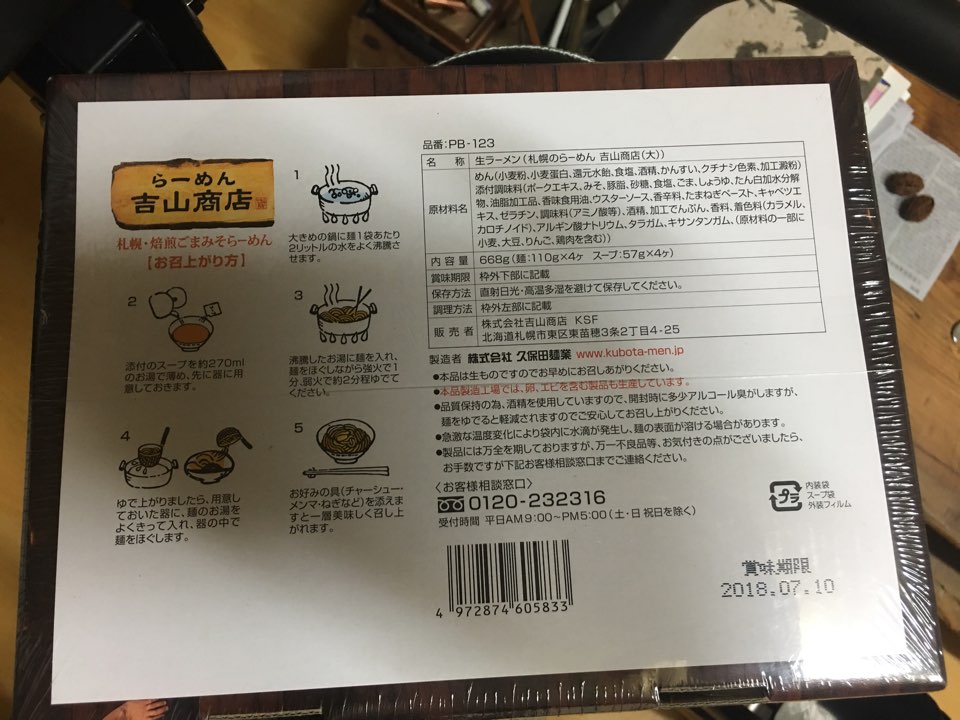 らーめん
吉山商店
札幌・焙煎ごまみそらーめん
【お召上がり方】
1
大きめの鍋に麺1袋あたり
2リットルの水をよく沸騰さ
せます。
2
添付のスープを約270ml
のお湯で薄め、先に器に用
意しておきます。
3
沸騰したお湯に麺を入れ、
麺をほぐしながら強火で1
分、弱火で約2分程ゆでて
ください。
4
ゆで上がりましたら、用意し
ておいた器に、麺のお湯を
よくきって入れ、器の中で
麺をほぐします。
5
お好みの具(チャーシュー・
メンマ・ねぎなど)を添えま
すと一層美味しく召し上
がれます。
品番:PB-123
名 称 生ラーメン(札幌のらーめん 吉山商店(大))
原材料名 めん(小麦粉、小麦蛋白、還元水飴、食塩、酒精、かんすい、クチナシ色素、加工澱粉)
添付調味料(ポークエキス、みそ、豚脂、砂糖、食塩、ごま、しょうゆ、たん白加水分解
物、油脂加工品、香味食用油、ウスターソース、香辛料、たまねぎペースト、キャベツエ
キス、ゼラチン、調味料(アミノ酸等)、酒精、加工でんぷん、香料、着色料(カラメル、
カロチノイド)、アルギン酸ナトリウム、タラガム、キサンタンガム、(原材料の一部に
小麦、大豆、りんご、鶏肉を含む))
内容量 668g(麺:110g×4ヶ スープ:57g×4ヶ)
賞味期限 枠外下部に記載
保存方法 直射日光・高温多湿を避けて保存してください。
調理方法 枠外左部に記載
販売者 株式会社吉山商店 KSF
北海道札幌市東区東苗穂3条2丁目4-25
製造者 株式会社 久保田麺業 www.kubota-men.jp
●本品は生ものですのでお早めにお召しあがりください。
●本品製造工場では、卵、エビを含む製品も生産しています。
●品質保持の為、酒精を使用していますので、開封時に多少アルコール臭がしますが、
麺をゆでると軽減されますのでご安心してお召し上がりください。
●急激な温度変化により袋内に水滴が発生し、麺の表面が溶ける場合があります。
●製品には万全を期しておりますが、万一不良品等、お気付きの点がございましたら、
お手数ですが下記お客様相談窓口までご連絡ください。
〈お客様相談窓口〉
0120-232316
受付時間 平日AM9:00~PM5:00(土・日 祝日を除く)
プラ
内装袋
スープ袋
外装フィルム
4 972874 605833
賞味期限
2018.07.10